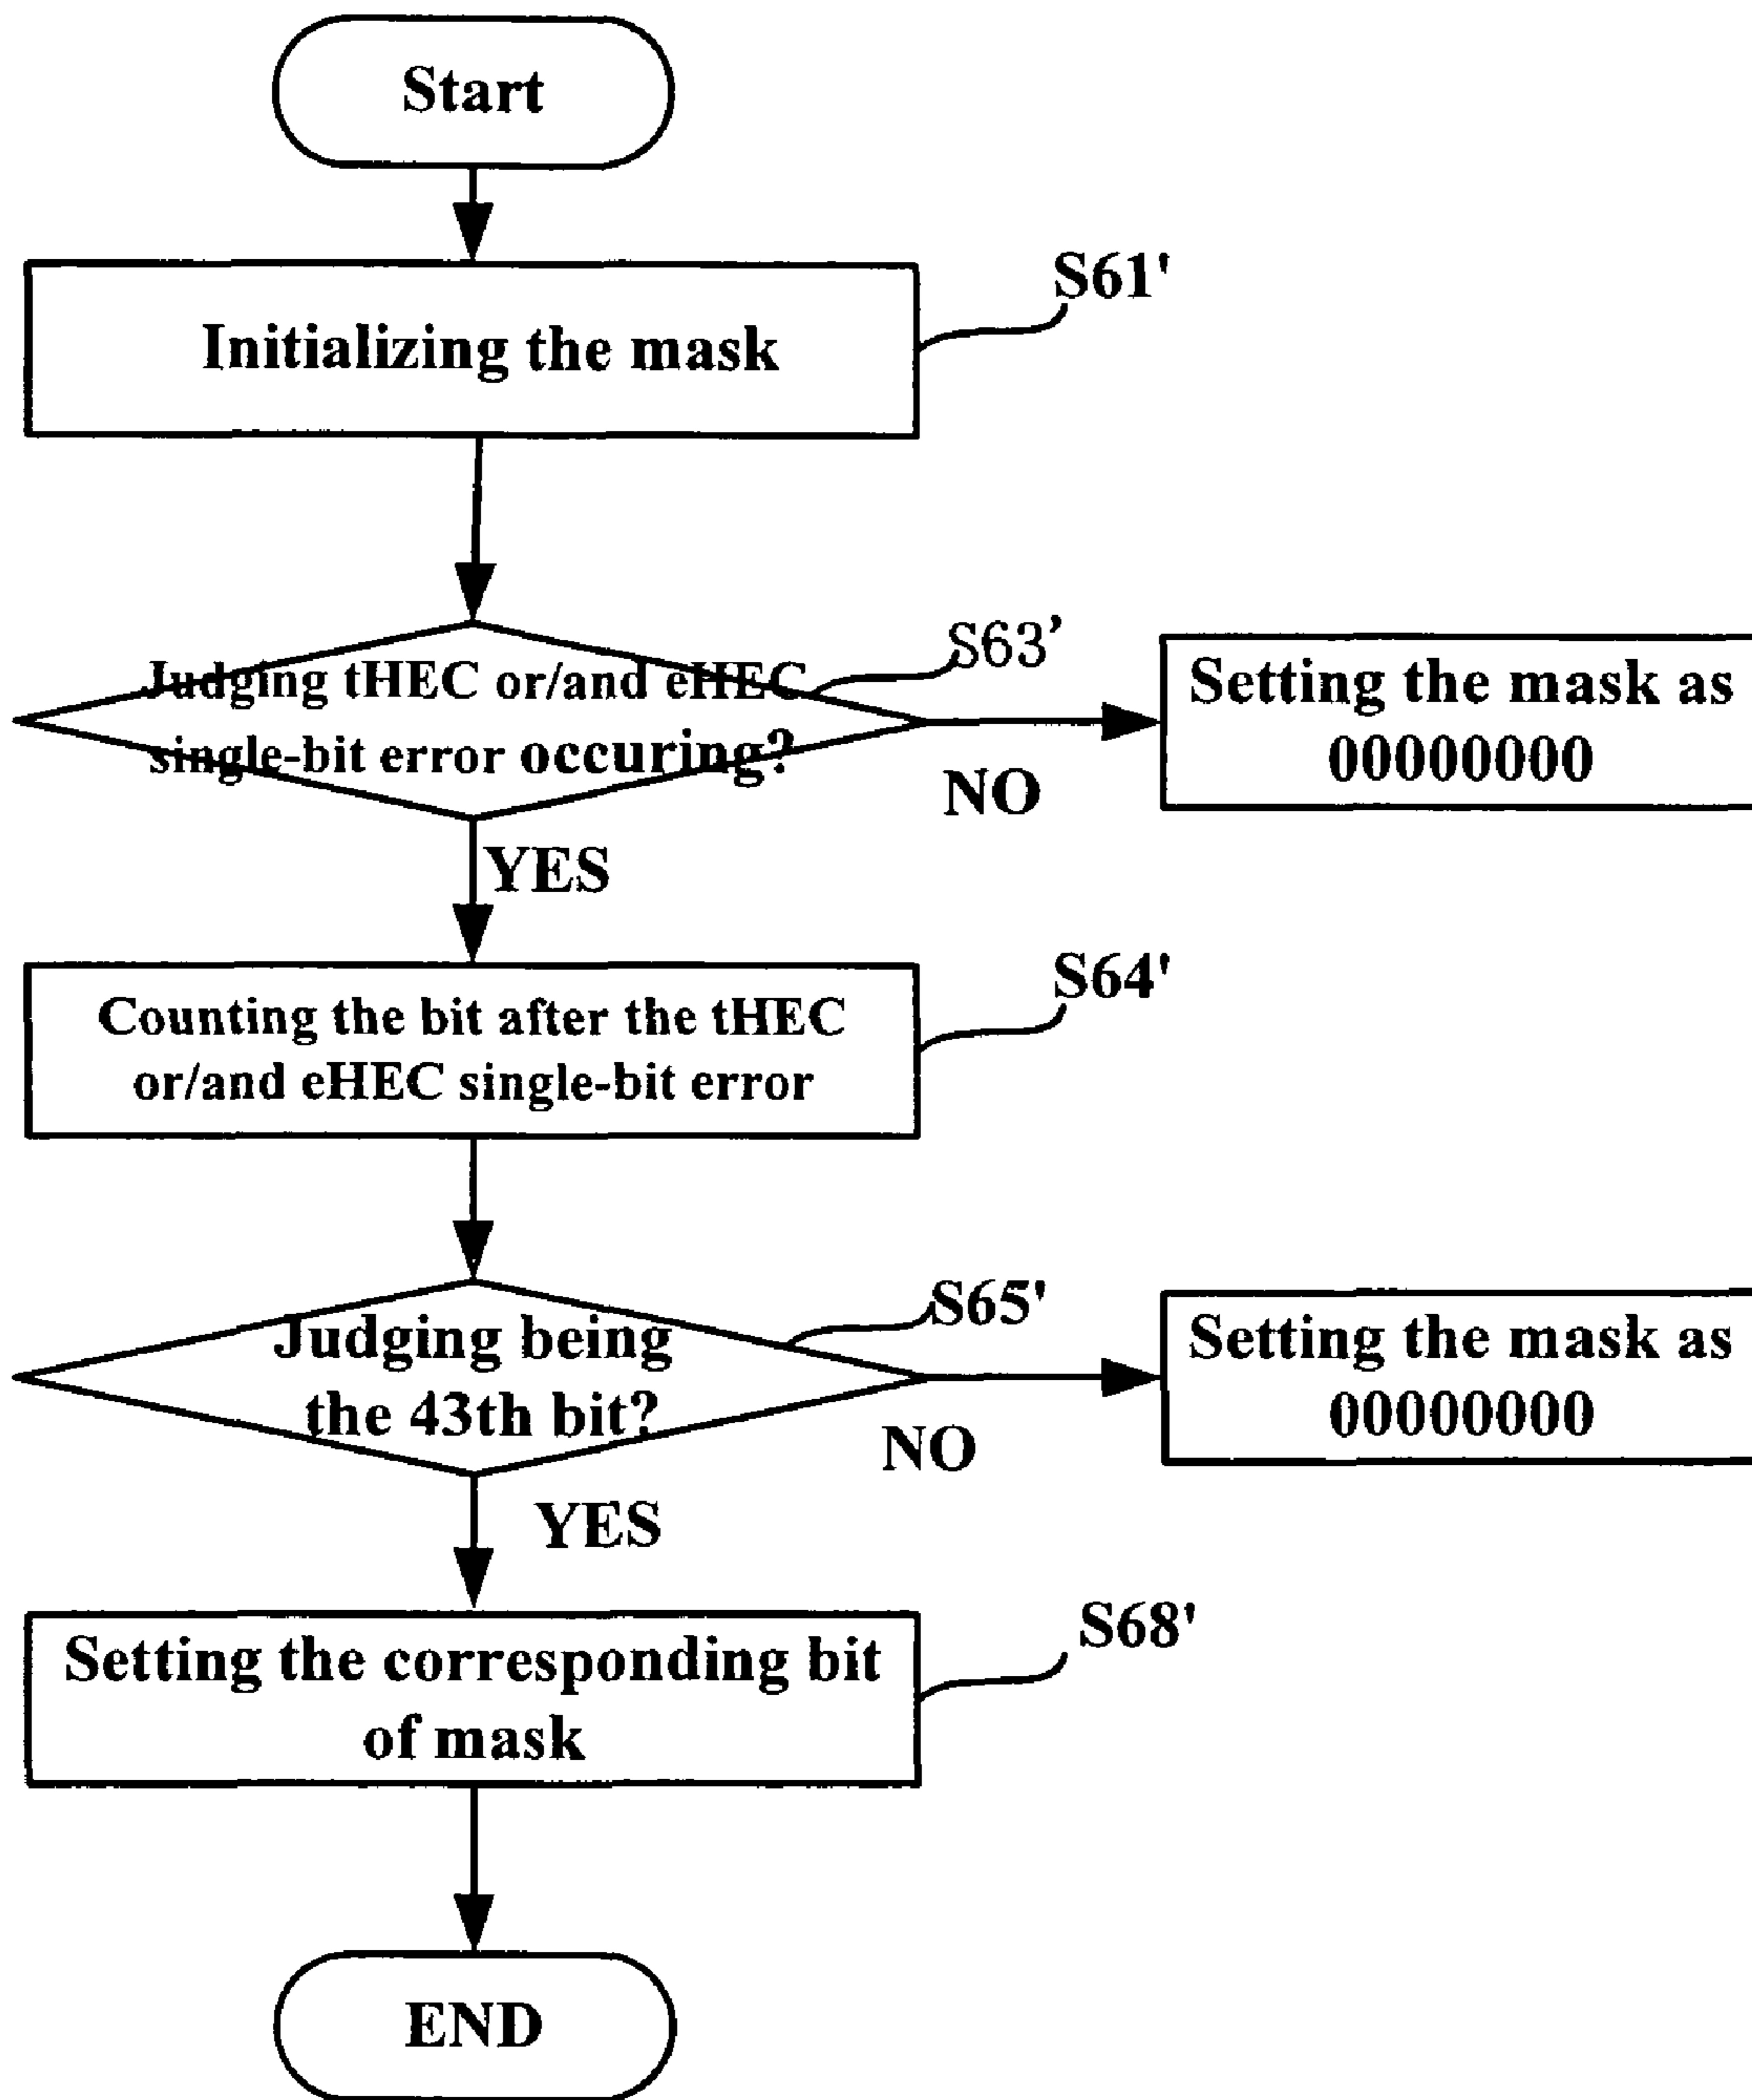 Start
Initializing the mask
S61'
Judging tHEC or/and eHEC
single-bit error occuring?
S63’
NO
Setting the mask as
00000000
YES
Counting the bit after the tHEC
or/and eHEC single-bit error
S64'
Judging being
the 43th bit?
S65'
NO
Setting the mask as
00000000
YES
Setting the corresponding bit
of mask
S68'
END